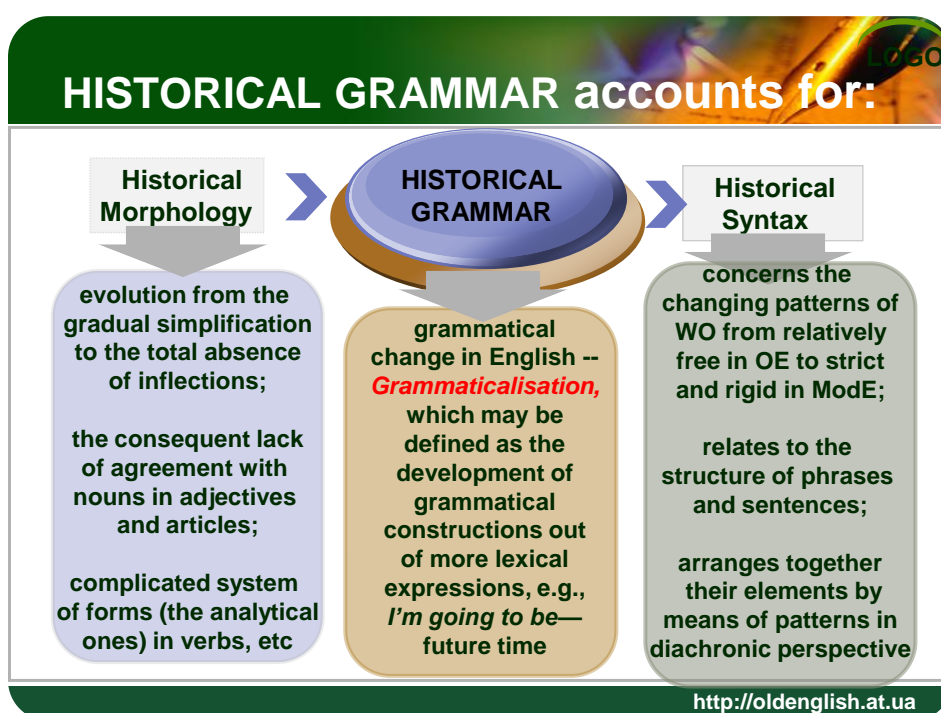 LOGO
HISTORICAL GRAMMAR accounts for:
Historical
Morphology
evolution from the
gradual simplification
to the total absence
of inflections;
the consequent lack
of agreement with
nouns in adjectives
and articles;
complicated system
of forms (the analytical
ones) in verbs, etc
HISTORICAL
GRAMMAR
grammatical
change in English --
Grammaticalisation,
which may be
defined as the
development of
grammatical
constructions out
of more lexical
expressions, e.g.,
I'm going to be—
future time
Historical
Syntax
concerns the
changing patterns of
WO from relatively
free in OE to strict
and rigid in ModE;
relates to the
structure of phrases
and sentences;
arranges together
their elements by
means of patterns in
diachronic perspective
http://oldenglish.at.ua